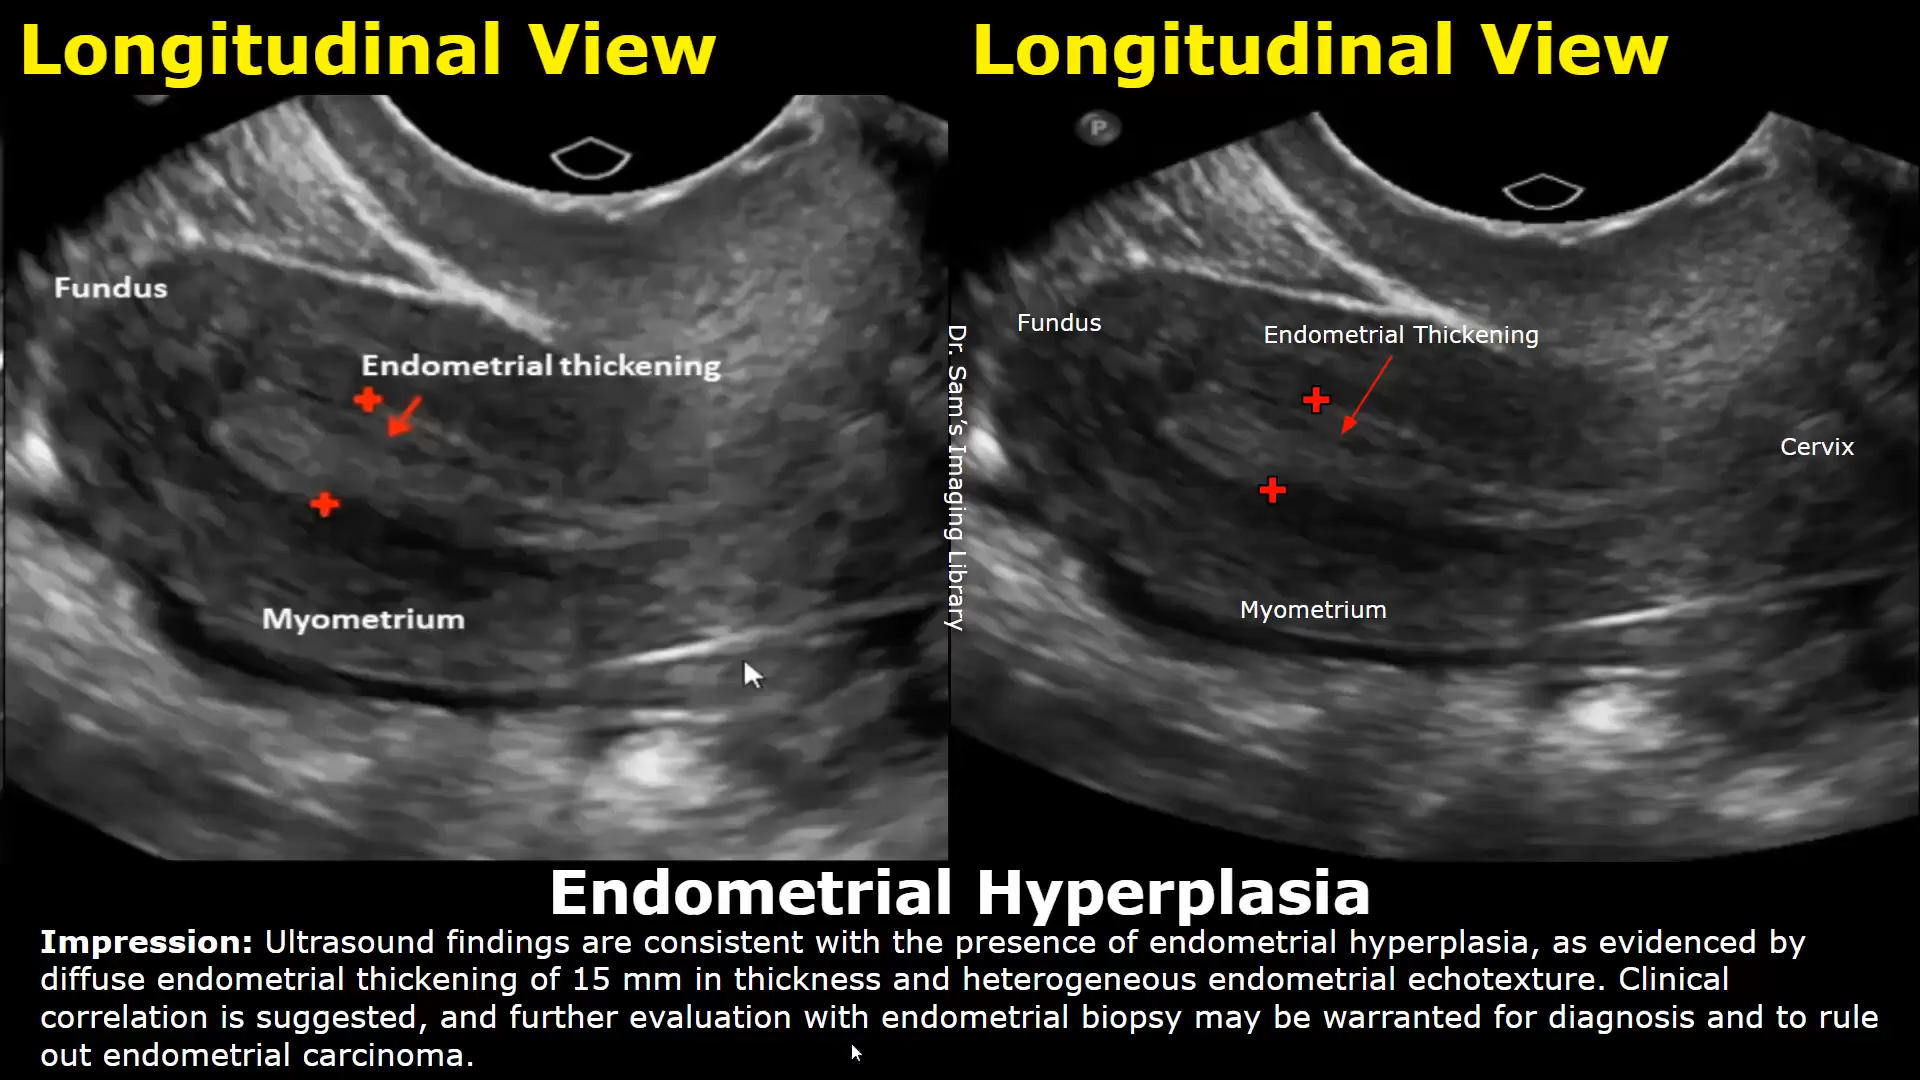 Longitudinal View
Longitudinal View
P
Fundus
Endometrial thickening
Myometrium
Fundus
Endometrial Thickening
Cervix
Myometrium
Dr. Sam's Imaging Library
Endometrial Hyperplasia
Impression: Ultrasound findings are consistent with the presence of endometrial hyperplasia, as evidenced by
diffuse endometrial thickening of 15 mm in thickness and heterogeneous endometrial echotexture. Clinical
correlation is suggested, and further evaluation with endometrial biopsy may be warranted for diagnosis and to rule
out endometrial carcinoma.